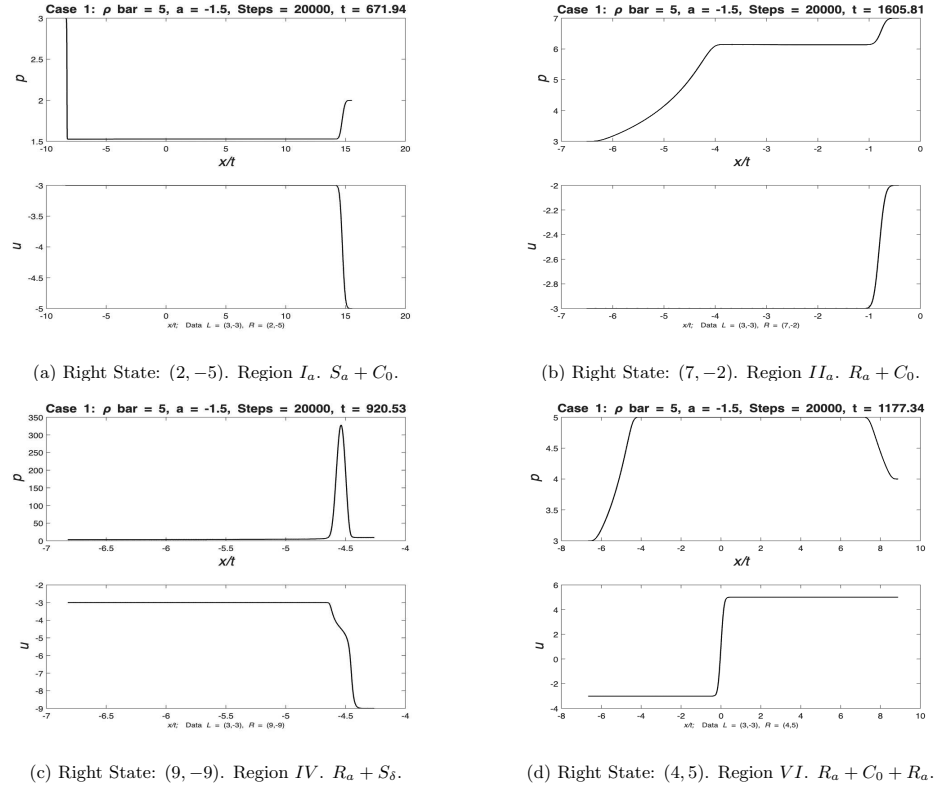 Case 1: ρ bar = 5, a = -1.5, Steps = 20000, t = 671.94
3
2.5
2
1.5
p
-10 -5 0 5 10 15 20
x/t
-3
-3.5
-4
-4.5
-5
u
-10 -5 0 5 10 15 20
x/t; Data L = (3,-3), R = (2,-5)
(a) Right State: (2, −5). Region I_a. S_a + C_0.
Case 1: ρ bar = 5, a = -1.5, Steps = 20000, t = 1605.81
7
6
5
4
3
p
-7 -6 -5 -4 -3 -2 -1 0
x/t
-2
-2.2
-2.4
-2.6
-2.8
-3
u
-7 -6 -5 -4 -3 -2 -1 0
x/t; Data L = (3,-3), R = (7,-2)
(b) Right State: (7, −2). Region II_a. R_a + C_0.
Case 1: ρ bar = 5, a = -1.5, Steps = 20000, t = 920.53
350
300
250
200
150
100
50
0
p
-7 -6.5 -6 -5.5 -5 -4.5 -4
x/t
-2
-3
-4
-5
-6
-7
-8
-9
u
-7 -6.5 -6 -5.5 -5 -4.5 -4
x/t; Data L = (3,-3), R = (9,-9)
(c) Right State: (9, −9). Region IV. R_a + S_δ.
Case 1: ρ bar = 5, a = -1.5, Steps = 20000, t = 1177.34
5
4.5
4
3.5
3
p
-8 -6 -4 -2 0 2 4 6 8 10
x/t
6
4
2
0
-2
-4
u
-8 -6 -4 -2 0 2 4 6 8 10
x/t; Data L = (3,-3), R = (4,5)
(d) Right State: (4, 5). Region VI. R_a + C_0 + R_a.